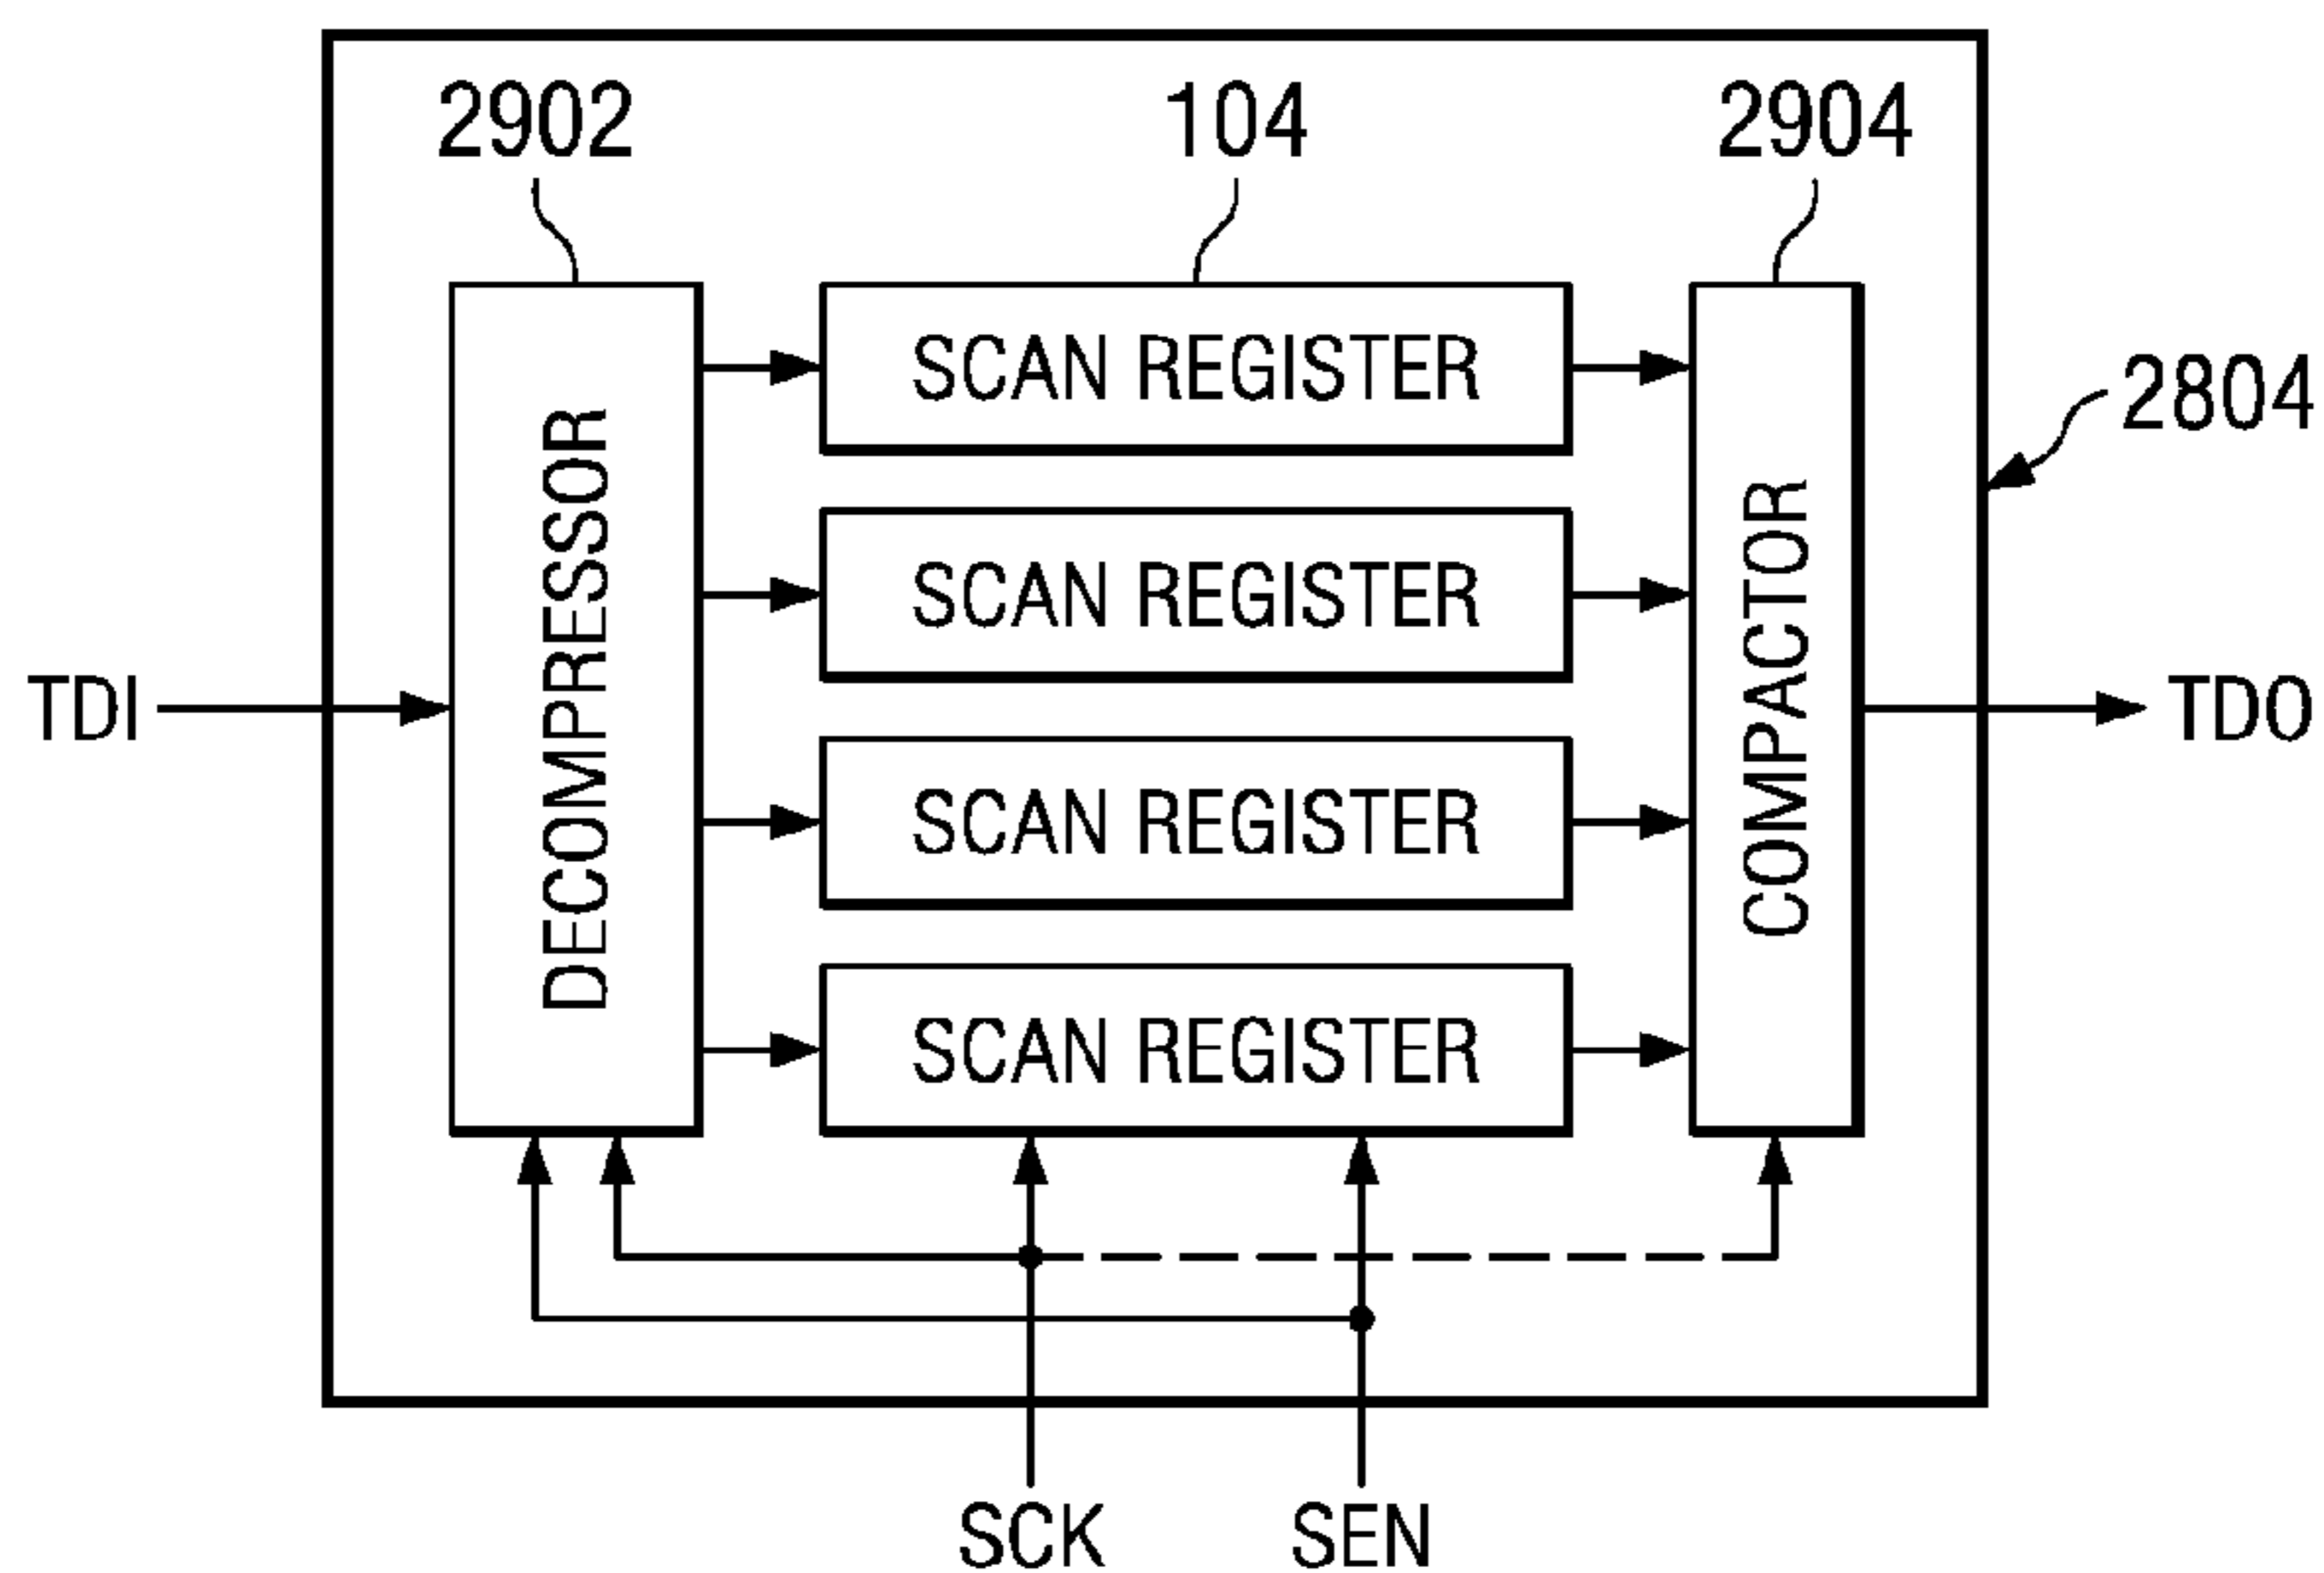 2902
104
2904
2804
SCAN REGISTER
SCAN REGISTER
SCAN REGISTER
SCAN REGISTER
DECOMPRESSOR
COMPACTOR
TDI
TDO
SCK
SEN